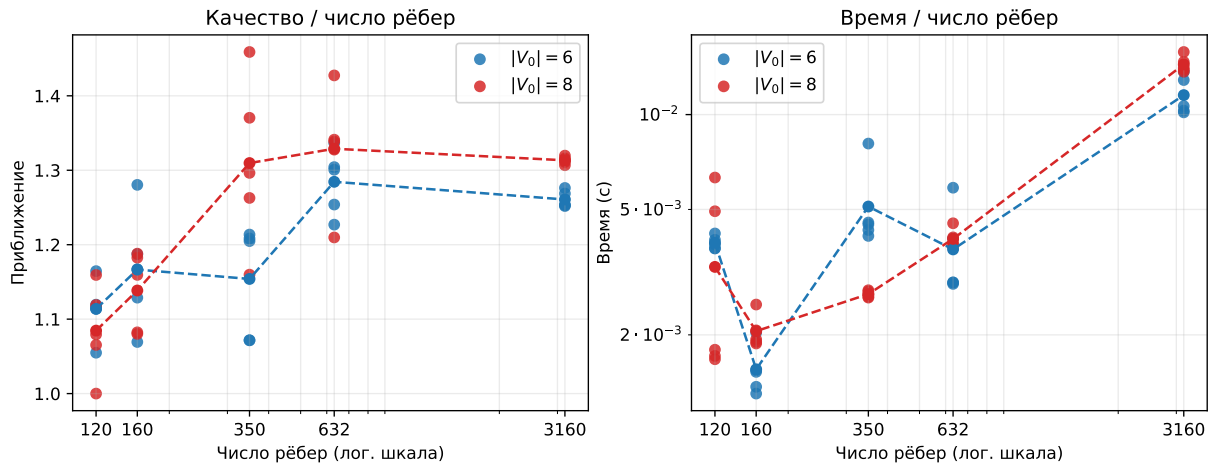 Качество / число рёбер
Приближение
1.4
1.3
1.2
1.1
1.0
|V₀| = 6
|V₀| = 8
120 160 350 632 3160
Число рёбер (лог. шкала)
Время / число рёбер
Время (с)
10⁻²
5·10⁻³
2·10⁻³
|V₀| = 6
|V₀| = 8
120 160 350 632 3160
Число рёбер (лог. шкала)